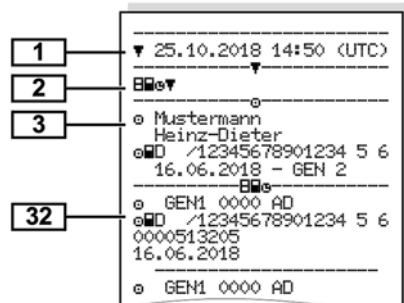 1 ▼ 25.10.2018 14:50 (UTC)
2
3 Mustermann
Heinz-Dieter
D /12345678901234 5 6
16.06.2018 - GEN 2
GEN1 0000 AD
32 D /12345678901234 5 6
0000513205
16.06.2018
GEN1 0000 AD